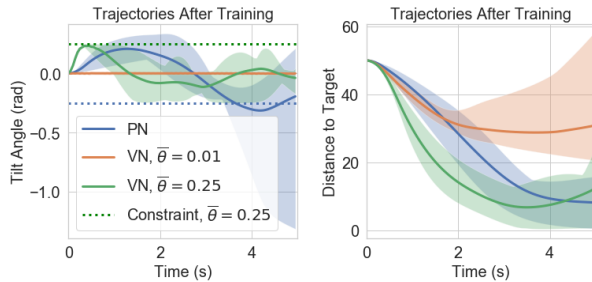 Trajectories After Training
Tilt Angle (rad)
0.0
−0.5
−1.0
PN
VN, θ̅ = 0.01
VN, θ̅ = 0.25
Constraint, θ̅ = 0.25
0 2 4
Time (s)
Trajectories After Training
Distance to Target
60
40
20
0
0 2 4
Time (s)